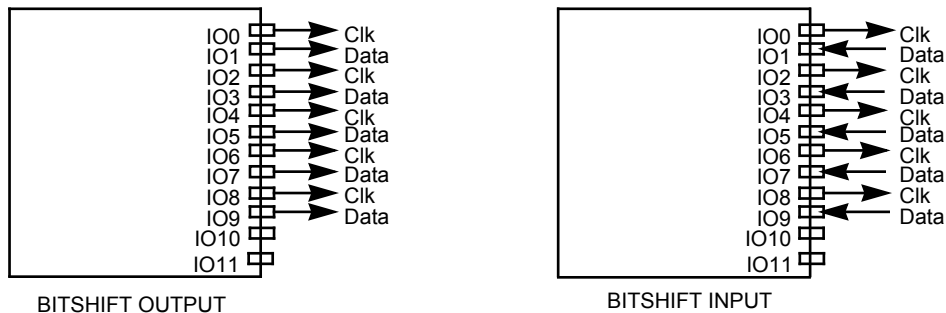 IO0 Clk
IO1 Data
IO2 Clk
IO3 Data
IO4 Clk
IO5 Data
IO6 Clk
IO7 Data
IO8 Clk
IO9 Data
IO10
IO11
BITSHIFT OUTPUT
IO0 Clk
IO1 Data
IO2 Clk
IO3 Data
IO4 Clk
IO5 Data
IO6 Clk
IO7 Data
IO8 Clk
IO9 Data
IO10
IO11
BITSHIFT INPUT